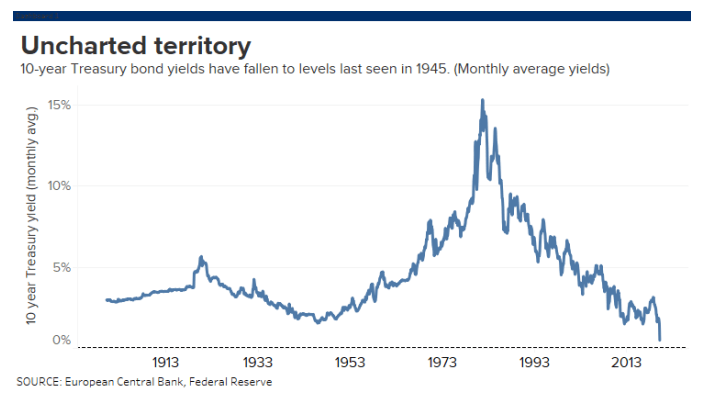 Uncharted territory
10-year Treasury bond yields have fallen to levels last seen in 1945. (Monthly average yields)
10 year Treasury yield (monthly avg.)
15%
10%
5%
0%
1913 1933 1953 1973 1993 2013
SOURCE: European Central Bank, Federal Reserve